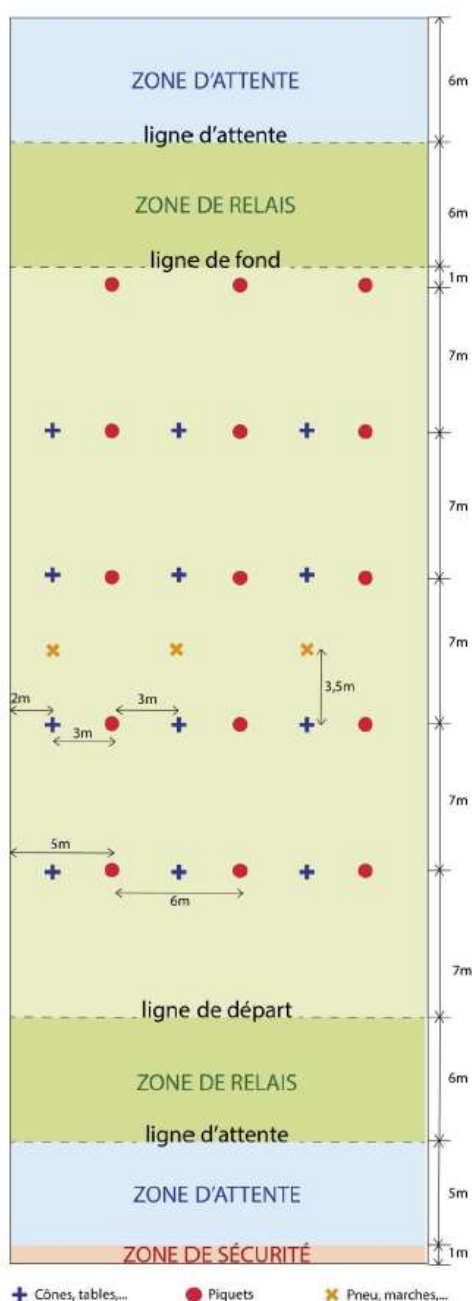 ZONE D'ATTENTE
6m
ligne d'attente
ZONE DE RELAIS
6m
ligne de fond
1m
7m
7m
7m
3,5m
2m
3m
3m
7m
5m
6m
7m
ligne de départ
ZONE DE RELAIS
6m
ligne d'attente
ZONE D'ATTENTE
5m
ZONE DE SÉCURITÉ
1m
Cônes, tables,... Piquets Pneu, marches,...